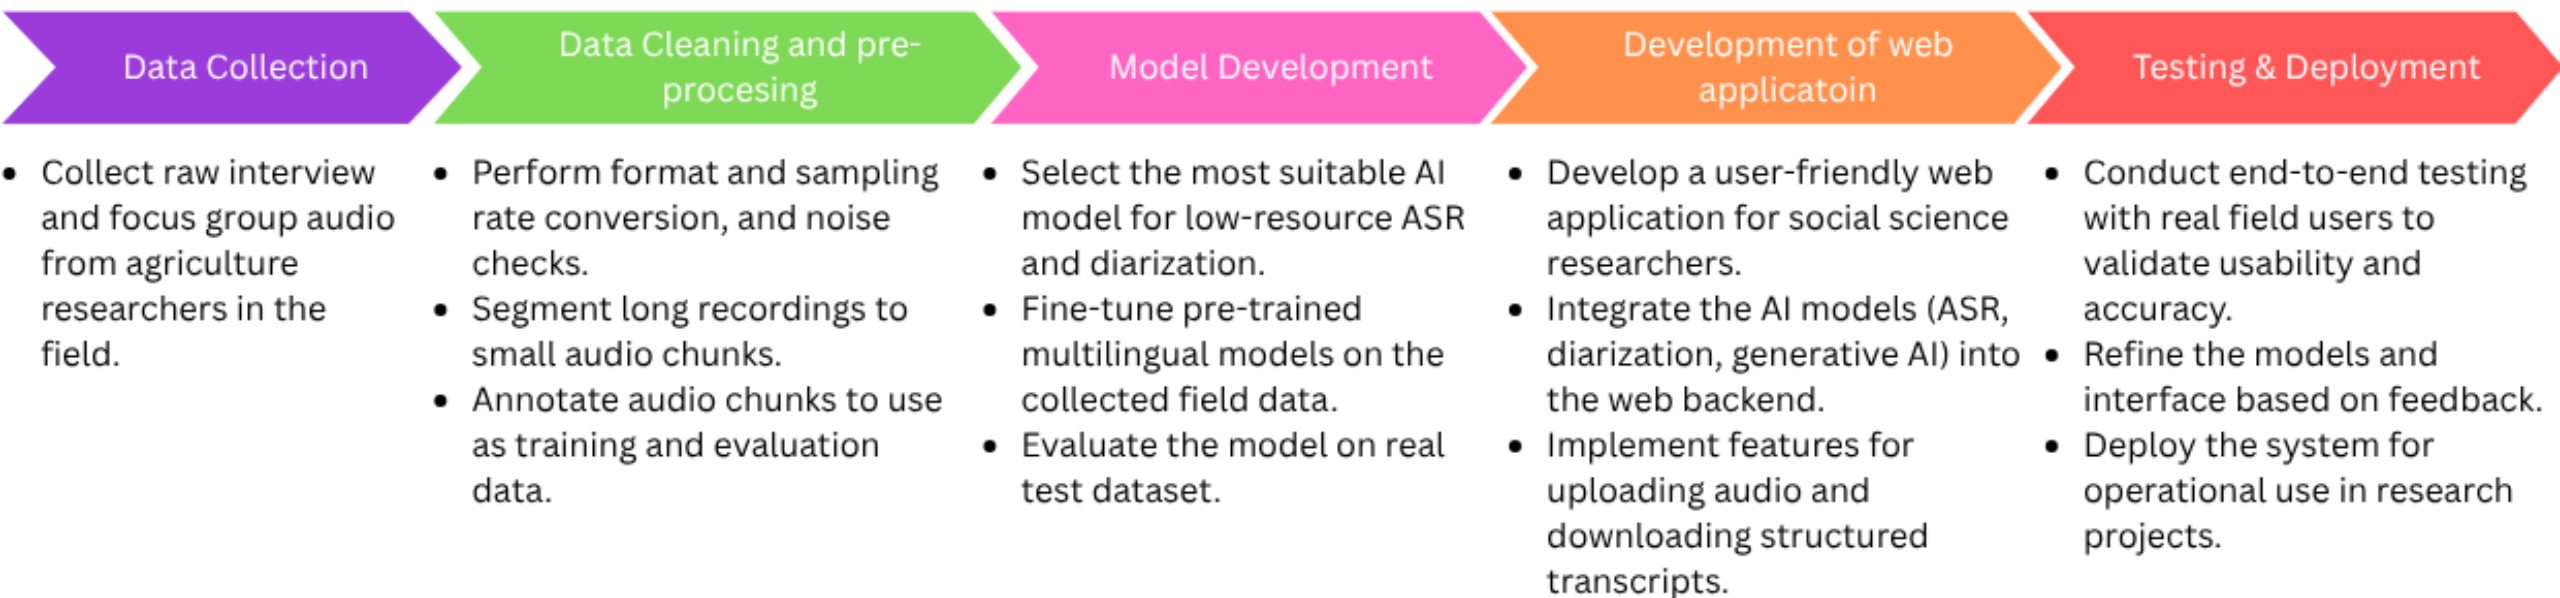 Data Collection
Data Cleaning and pre-
procesing
Model Development
Development of web
applicatoin
Testing & Deployment
• Collect raw interview
and focus group audio
from agriculture
researchers in the
field.
• Perform format and sampling
rate conversion, and noise
checks.
• Segment long recordings to
small audio chunks.
• Annotate audio chunks to use
as training and evaluation
data.
• Select the most suitable AI
model for low-resource ASR
and diarization.
• Fine-tune pre-trained
multilingual models on the
collected field data.
• Evaluate the model on real
test dataset.
• Develop a user-friendly web
application for social science
researchers.
• Integrate the AI models (ASR,
diarization, generative AI) into
the web backend.
• Implement features for
uploading audio and
downloading structured
transcripts.
• Conduct end-to-end testing
with real field users to
validate usability and
accuracy.
• Refine the models and
interface based on feedback.
• Deploy the system for
operational use in research
projects.